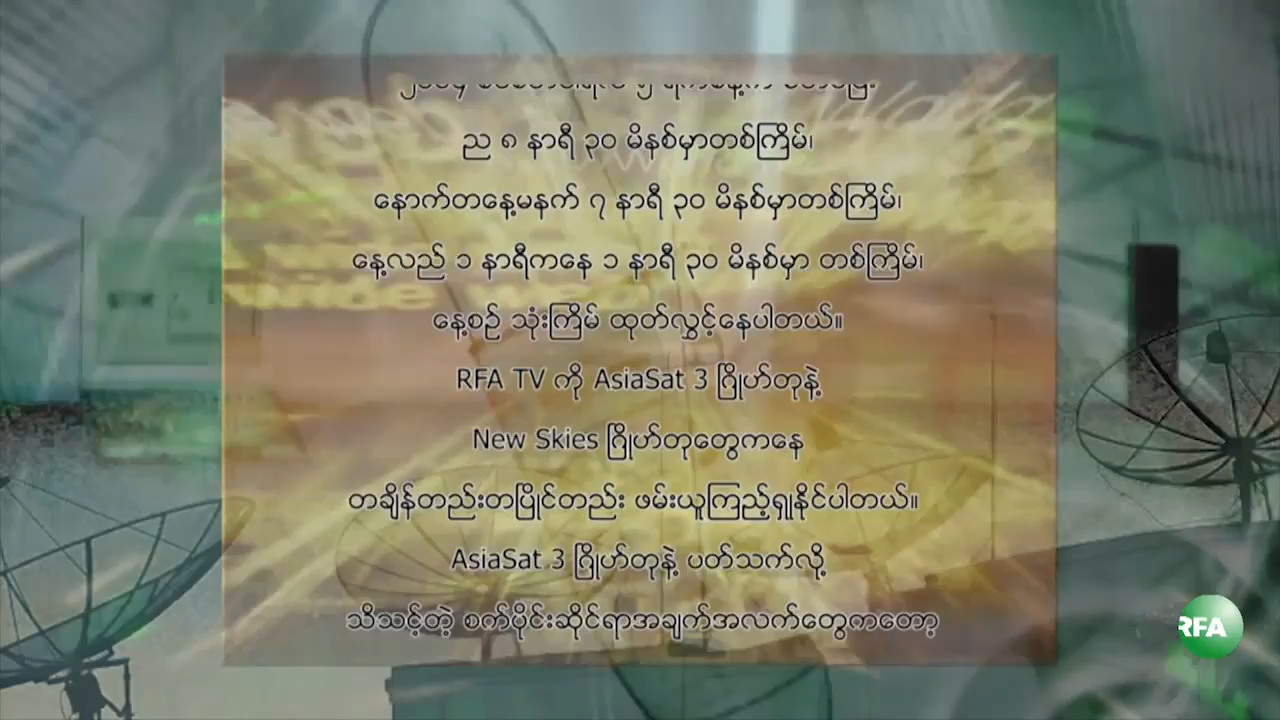 ည ၈ နာရီ ၃၀ မိနစ်မှာတစ်ကြိမ်၊
နောက်တနေ့မနက် ၇ နာရီ ၃၀ မိနစ်မှာတစ်ကြိမ်၊
နေ့လည် ၁ နာရီကနေ ၁ နာရီ ၃၀ မိနစ်မှာ တစ်ကြိမ်၊
နေ့စဉ် သုံးကြိမ် ထုတ်လွှင့်နေပါတယ်။
RFA TV ကို AsiaSat 3 ဂြိုဟ်တုနဲ့
New Skies ဂြိုဟ်တုတွေကနေ
တချိန်တည်းတပြိုင်တည်း ဖမ်းယူကြည့်ရှုနိုင်ပါတယ်။
AsiaSat 3 ဂြိုဟ်တုနဲ့ ပတ်သက်လို့
သိသင့်တဲ့ စက်ပိုင်းဆိုင်ရာအချက်အလက်တွေကတော့
RFA